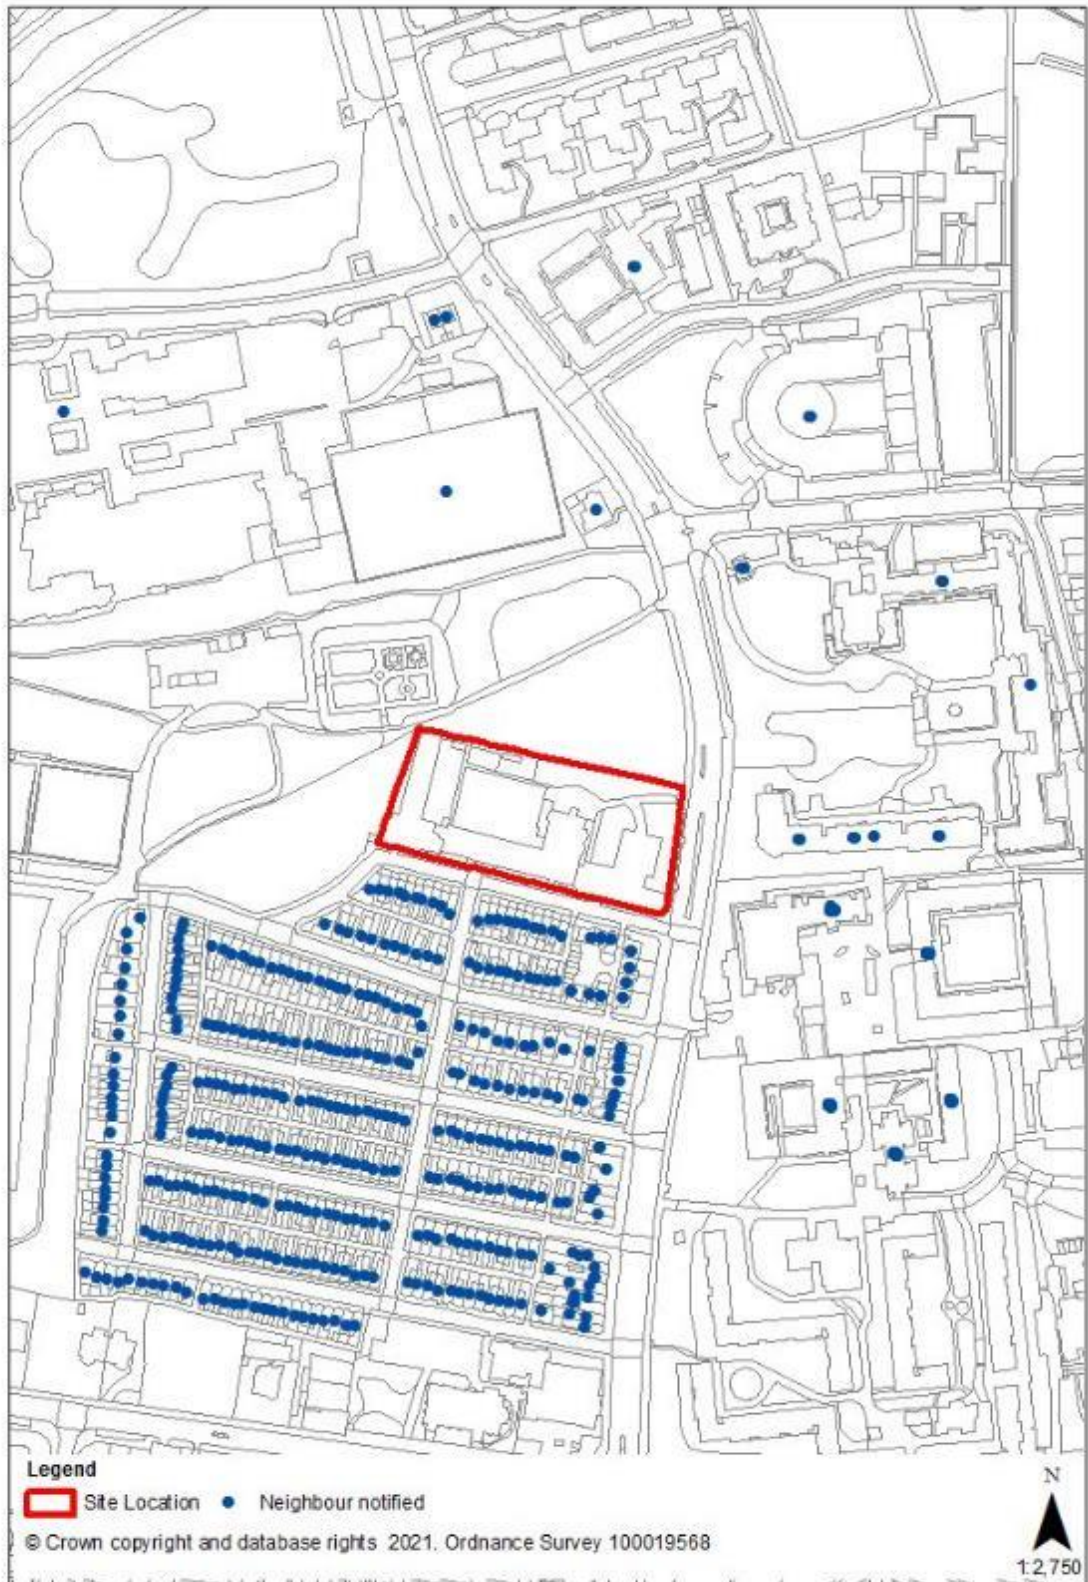 Legend
Site Location
Neighbour notified
© Crown copyright and database rights 2021. Ordnance Survey 100019568
N
1:2,750